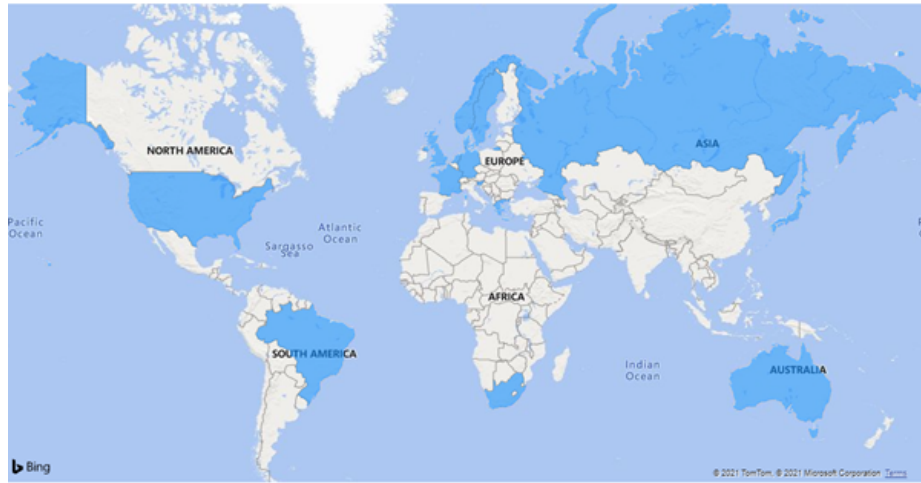 NORTH AMERICA
EUROPE
ASIA
Pacific
Ocean
Atlantic
Ocean
Sargasso
Sea
AFRICA
SOUTH AMERICA
Indian
Ocean
AUSTRALIA
Bing
© 2021 TomTom, © 2021 Microsoft Corporation Terms